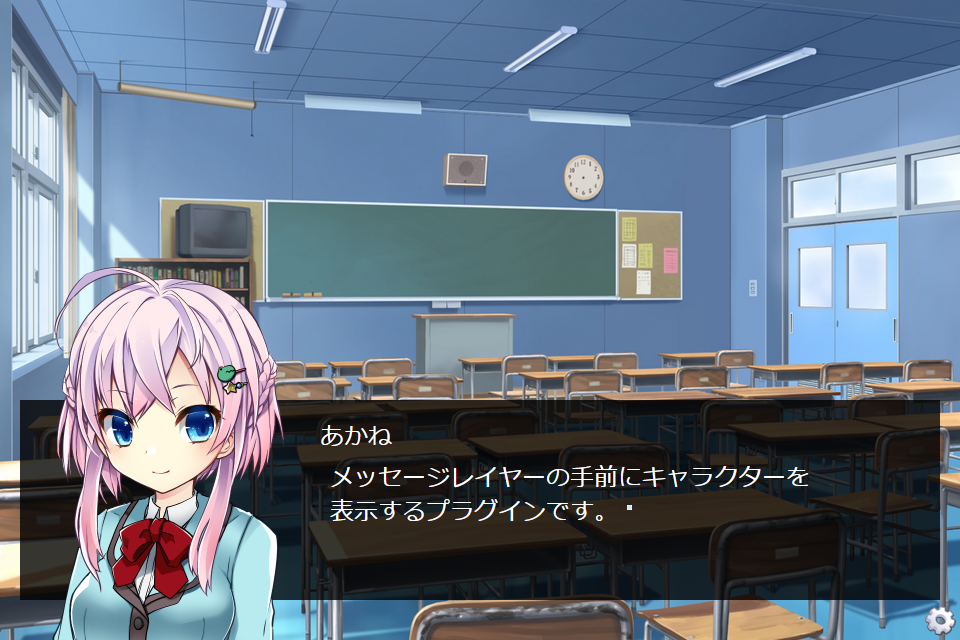 あかね
メッセージレイヤーの手前にキャラクターを
表示するプラグインです。